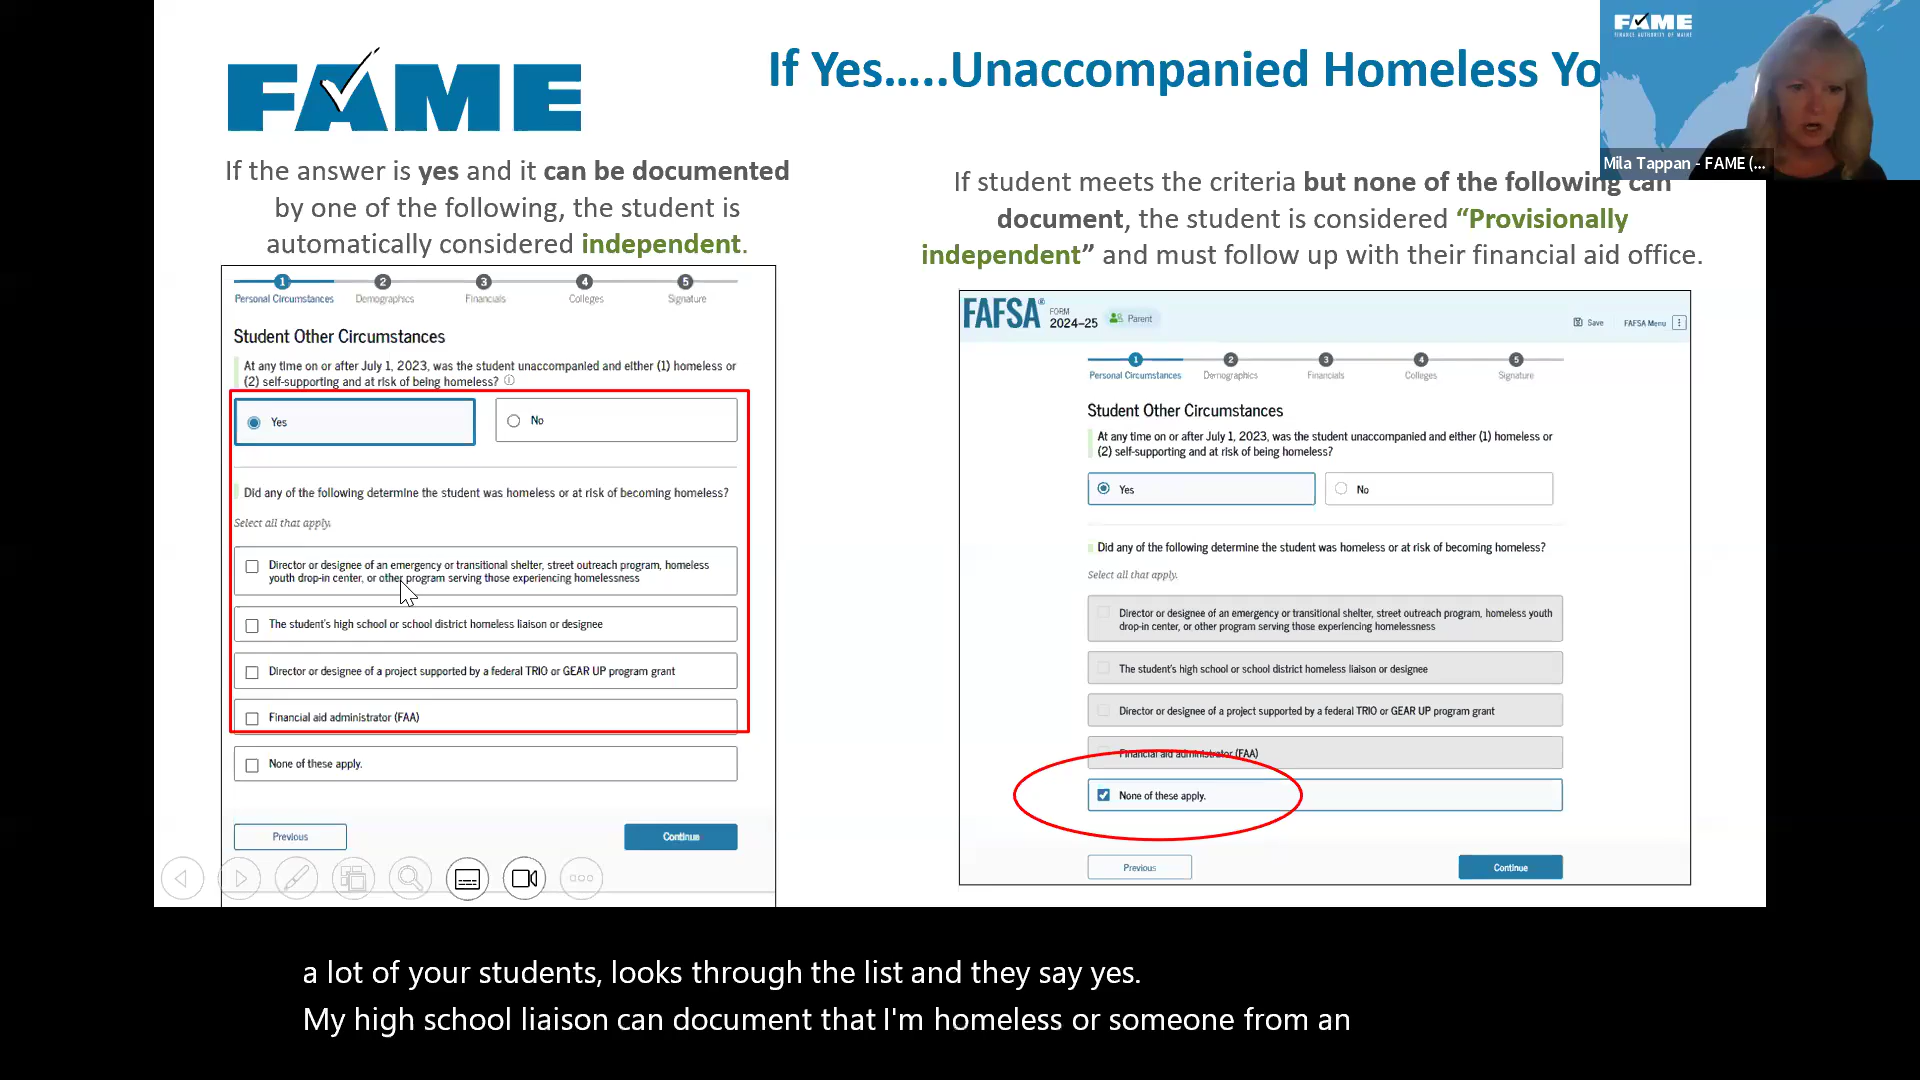 FAME
If Yes…..Unaccompanied Homeless Yo
FAME
FINANCE AUTHORITY OF MAINE
Mila Tappan - FAME (...
If the answer is yes and it can be documented
by one of the following, the student is
automatically considered independent.
1 2 3 4 5
Personal Circumstances Demographics Financials Colleges Signature
Student Other Circumstances
At any time on or after July 1, 2023, was the student unaccompanied and either (1) homeless or
(2) self-supporting and at risk of being homeless?
Yes No
Did any of the following determine the student was homeless or at risk of becoming homeless?
Select all that apply.
Director or designee of an emergency or transitional shelter, street outreach program, homeless
youth drop-in center, or other program serving those experiencing homelessness
The student's high school or school district homeless liaison or designee
Director or designee of a project supported by a federal TRIO or GEAR UP program grant
Financial aid administrator (FAA)
None of these apply.
Previous Continue
If student meets the criteria but none of the following can
document, the student is considered “Provisionally
independent” and must follow up with their financial aid office.
FAFSA® FORM
2024–25 Parent Save FAFSA Menu
1 2 3 4 5
Personal Circumstances Demographics Financials Colleges Signature
Student Other Circumstances
At any time on or after July 1, 2023, was the student unaccompanied and either (1) homeless or
(2) self-supporting and at risk of being homeless?
Yes No
Did any of the following determine the student was homeless or at risk of becoming homeless?
Select all that apply.
Director or designee of an emergency or transitional shelter, street outreach program, homeless youth
drop-in center, or other program serving those experiencing homelessness
The student's high school or school district homeless liaison or designee
Director or designee of a project supported by a federal TRIO or GEAR UP program grant
Financial aid administrator (FAA)
None of these apply.
Previous Continue
a lot of your students, looks through the list and they say yes.
My high school liaison can document that I'm homeless or someone from an